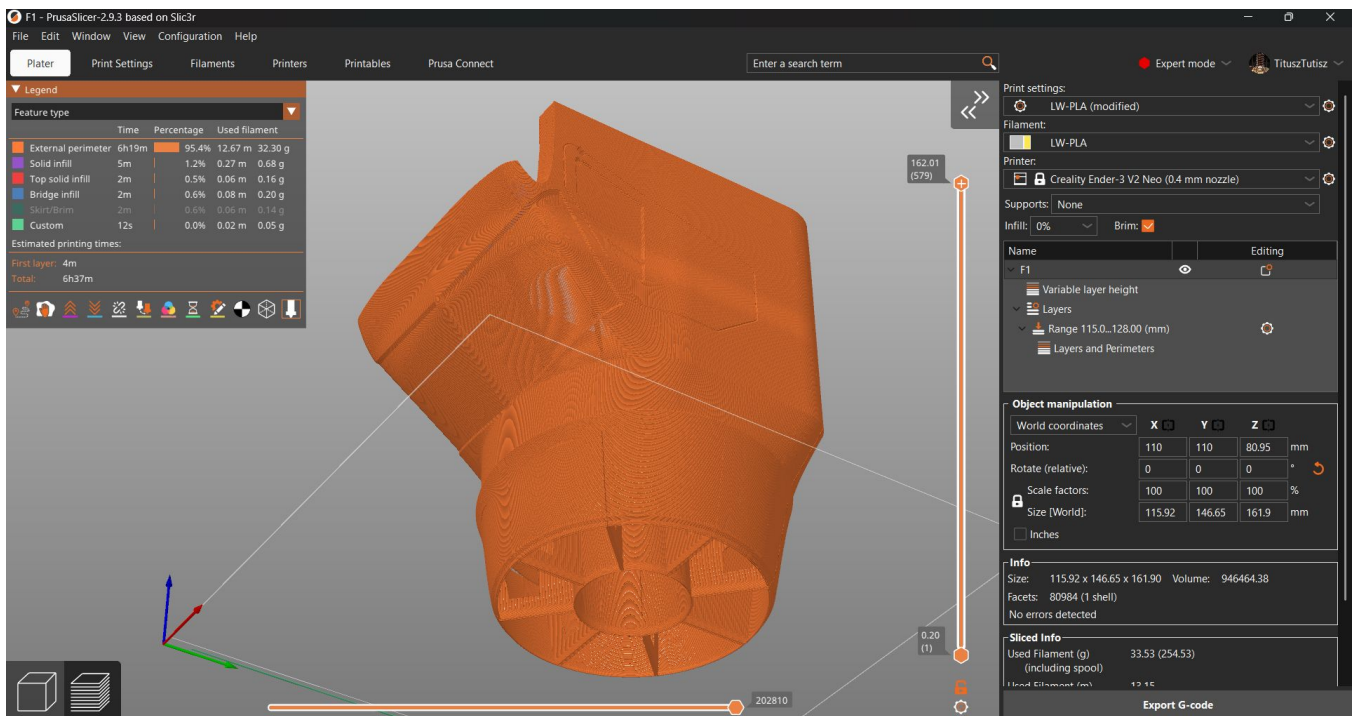 F1 - PrusaSlicer-2.9.3 based on Slic3r
File Edit Window View Configuration Help
Plater Print Settings Filaments Printers Printables Prusa Connect Enter a search term Expert mode TituszTutisz
Legend
Feature type
Time Percentage Used filament
External perimeter 6h19m 95.4% 12.67 m 32.30 g
Solid infill 5m 1.2% 0.27 m 0.68 g
Top solid infill 2m 0.5% 0.06 m 0.16 g
Bridge infill 2m 0.6% 0.08 m 0.20 g
Skirt/Brim 2m 0.6% 0.06 m 0.14 g
Custom 12s 0.0% 0.02 m 0.05 g
Estimated printing times:
First layer: 4m
Total: 6h37m
162.01
(579)
0.20
(1)
202810
Print settings:
LW-PLA (modified)
Filament:
LW-PLA
Printer:
Creality Ender-3 V2 Neo (0.4 mm nozzle)
Supports: None
Infill: 0% Brim:
Name Editing
F1
Variable layer height
Layers
Range 115.0...128.00 (mm)
Layers and Perimeters
Object manipulation
World coordinates X Y Z
Position: 110 110 80.95 mm
Rotate (relative): 0 0 0 °
Scale factors: 100 100 100 %
Size [World]: 115.92 146.65 161.9 mm
Inches
Info
Size: 115.92 x 146.65 x 161.90 Volume: 946464.38
Facets: 80984 (1 shell)
No errors detected
Sliced Info
Used Filament (g) 33.53 (254.53)
(including spool)
Used Filament (m) 13.15
Export G-code